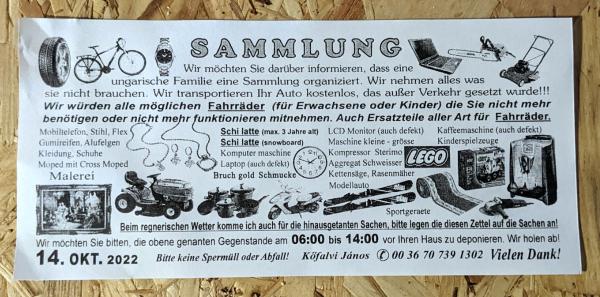 SAMMLUNG
Wir möchten Sie darüber informieren, dass eine
ungarische Familie eine Sammlung organiziert. Wir nehmen alles was
sie nicht brauchen. Wir transportieren Ihr Auto kostenlos, das außer Verkehr gesetzt wurde!!!
Wir würden alle möglichen Fahrräder (für Erwachsene oder Kinder) die Sie nicht mehr
benötigen oder nicht mehr funktionieren mitnehmen. Auch Ersatzteile aller Art für Fahrräder.
Mobiltelefon, Stihl, Flex
Gumireifen, Alufelgen
Kleidung, Schuhe
Moped mit Cross Moped
Malerei
Schi latte (max. 3 Jahre alt)
Schi latte (snowboard)
Komputer maschine
Laptop (auch defekt)
Bruch gold Schmucke
LCD Monitor (auch defekt)
Maschine kleine - grösse
Kompressor Sterimo
Aggregat Schweisser
Kettensäge, Rasenmäher
Modellauto
Kaffeemaschine (auch defekt)
Kinderspielzeuge
LEGO
Sportgeraete
Beim regnerischen Wetter komme ich auch für die hinausgetanten Sachen, bitte legen die diesen Zettel auf die Sachen an!
Wir möchten Sie bitten, die obene genanten Gegenstande am 06:00 bis 14:00 vor Ihren Haus zu deponieren. Wir holen ab!
14. OKT. 2022 Bitte keine Spermüll oder Abfall! Kőfalvi János ✆ 00 36 70 739 1302 Vielen Dank!